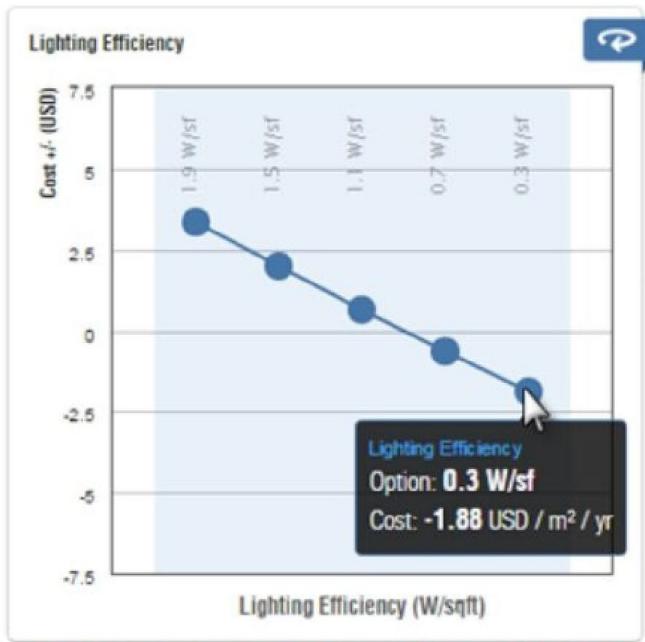 Lighting Efficiency
Cost +/- (USD)
7.5
5
2.5
0
-2.5
-5
-7.5
1.9 W/sf
1.5 W/sf
1.1 W/sf
0.7 W/sf
0.3 W/sf
Lighting Efficiency
Option: 0.3 W/sf
Cost: -1.88 USD / m² / yr
Lighting Efficiency (W/sqft)